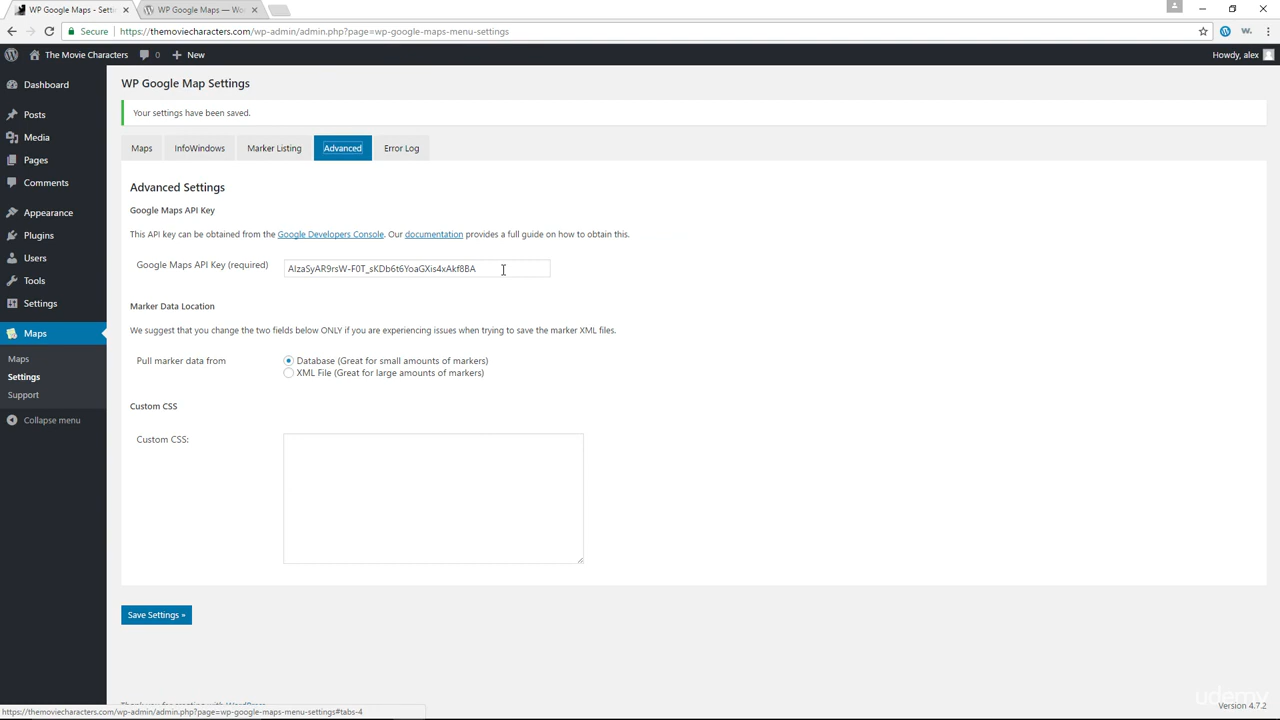 WP Google Maps - Setti
WP Google Maps — Wo
Secure
https://themoviecharacters.com/wp-admin/admin.php?page=wp-google-maps-menu-settings
The Movie Characters
0
New
Howdy, alex
Dashboard
Posts
Media
Pages
Comments
Appearance
Plugins
Users
Tools
Settings
Maps
Maps
Settings
Support
Collapse menu
WP Google Map Settings
Your settings have been saved.
Maps
InfoWindows
Marker Listing
Advanced
Error Log
Advanced Settings
Google Maps API Key
This API key can be obtained from the Google Developers Console. Our documentation provides a full guide on how to obtain this.
Google Maps API Key (required)
AIzaSyAR9rsW-F0T_sKDb6t6YoaGXis4xAkf8BA
Marker Data Location
We suggest that you change the two fields below ONLY if you are experiencing issues when trying to save the marker XML files.
Pull marker data from
Database (Great for small amounts of markers)
XML File (Great for large amounts of markers)
Custom CSS
Custom CSS:
Save Settings »
Thank you for creating with WordPress
https://themoviecharacters.com/wp-admin/admin.php?page=wp-google-maps-menu-settings#tabs-4
udemy
Version 4.7.2